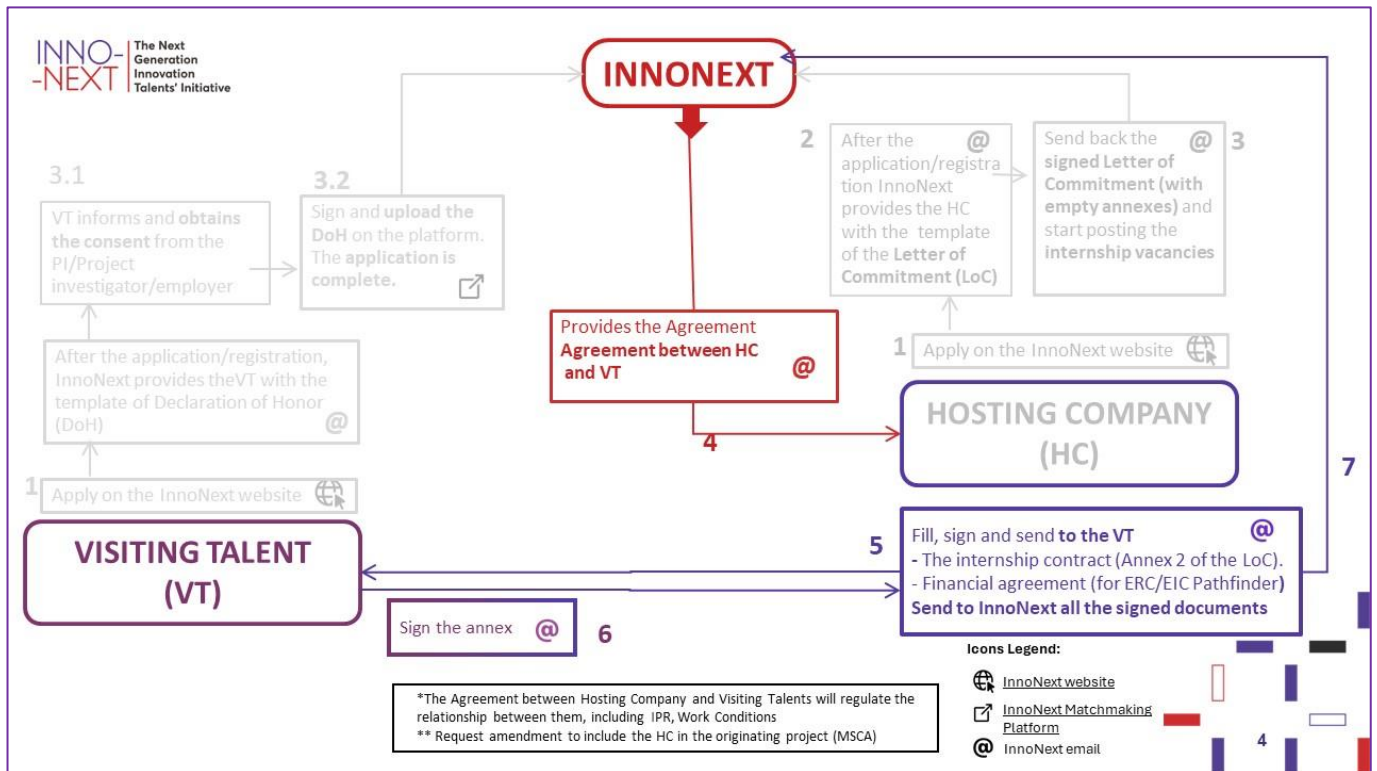 INNO-
-NEXT
The Next
Generation
Innovation
Talents' Initiative
INNONEXT
3.1
VT informs and obtains
the consent from the
PI/Project
investigator/employer
3.2
Sign and upload the
DoH on the platform.
The application is
complete.
2
After the @
application/registra
tion InnoNext
provides the HC
with the template
of the Letter of
Commitment (LoC)
Send back the @
signed Letter of
Commitment (with
empty annexes) and
start posting the
internship vacancies
3
Provides the Agreement
Agreement between HC
and VT @
1
Apply on the InnoNext website
After the application/registration,
InnoNext provides theVT with the
template of Declaration of Honor
(DoH) @
HOSTING COMPANY
(HC)
4
7
1
Apply on the InnoNext website
VISITING TALENT
(VT)
5
Fill, sign and send to the VT @
- The internship contract (Annex 2 of the LoC).
- Financial agreement (for ERC/EIC Pathfinder)
Send to InnoNext all the signed documents
Sign the annex @
6
Icons Legend:
InnoNext website
InnoNext Matchmaking
Platform
@ InnoNext email
*The Agreement between Hosting Company and Visiting Talents will regulate the
relationship between them, including IPR, Work Conditions
** Request amendment to include the HC in the originating project (MSCA)
4